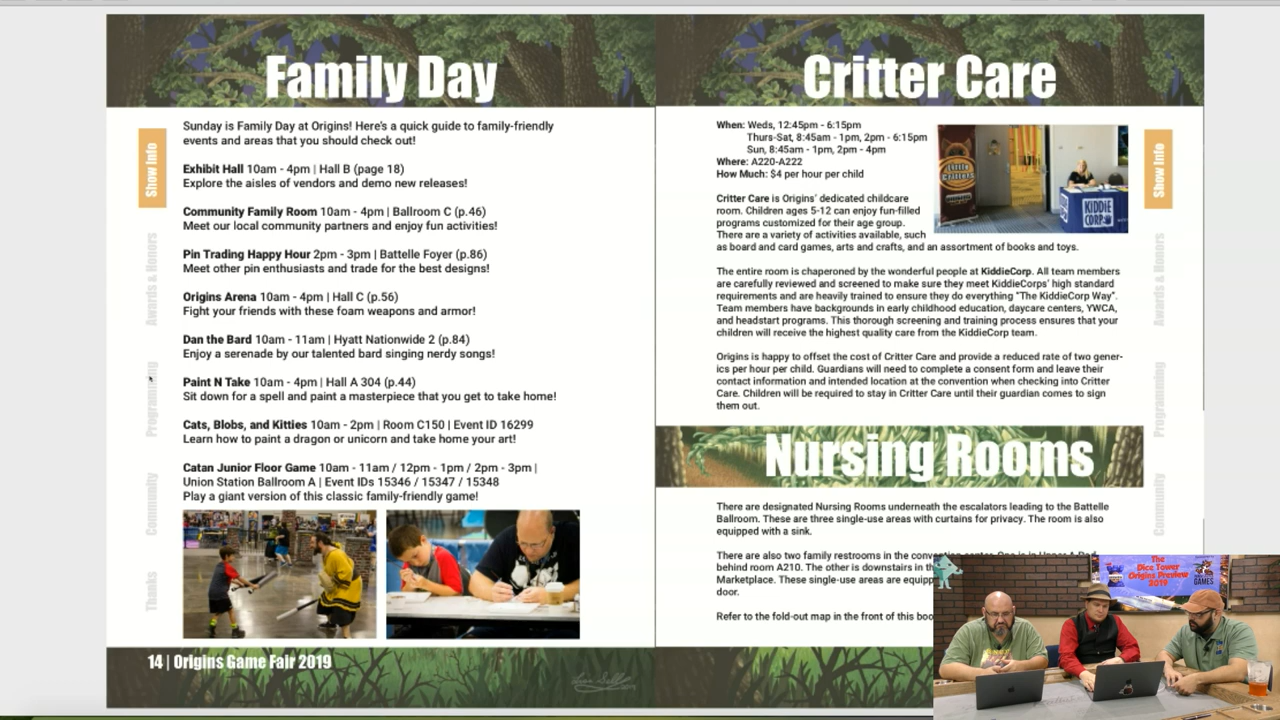 Family Day
Show Info
Sunday is Family Day at Origins! Here's a quick guide to family-friendly
events and areas that you should check out!
Exhibit Hall 10am - 4pm | Hall B (page 18)
Explore the aisles of vendors and demo new releases!
Community Family Room 10am - 4pm | Ballroom C (p.46)
Meet our local community partners and enjoy fun activities!
Pin Trading Happy Hour 2pm - 3pm | Battelle Foyer (p.86)
Meet other pin enthusiasts and trade for the best designs!
Origins Arena 10am - 4pm | Hall C (p.56)
Fight your friends with these foam weapons and armor!
Dan the Bard 10am - 11am | Hyatt Nationwide 2 (p.84)
Enjoy a serenade by our talented bard singing nerdy songs!
Paint N Take 10am - 4pm | Hall A 304 (p.44)
Sit down for a spell and paint a masterpiece that you get to take home!
Cats, Blobs, and Kitties 10am - 2pm | Room C150 | Event ID 16299
Learn how to paint a dragon or unicorn and take home your art!
Catan Junior Floor Game 10am - 11am / 12pm - 1pm / 2pm - 3pm |
Union Station Ballroom A | Event IDs 15346 / 15347 / 15348
Play a giant version of this classic family-friendly game!
Awards & Honors
Programming
Community
Thanks
14 | Origins Game Fair 2019
Critter Care
When: Weds, 12:45pm - 6:15pm
Thurs-Sat, 8:45am - 1pm, 2pm - 6:15pm
Sun, 8:45am - 1pm, 2pm - 4pm
Where: A220-A222
How Much: $4 per hour per child
Little
Critters
KIDDIE
CORP
Show Info
Critter Care is Origins' dedicated childcare
room. Children ages 5-12 can enjoy fun-filled
programs customized for their age group.
There are a variety of activities available, such
as board and card games, arts and crafts, and an assortment of books and toys.
The entire room is chaperoned by the wonderful people at KiddieCorp. All team members
are carefully reviewed and screened to make sure they meet KiddieCorps' high standard
requirements and are heavily trained to ensure they do everything "The KiddieCorp Way".
Team members have backgrounds in early childhood education, daycare centers, YWCA,
and headstart programs. This thorough screening and training process ensures that your
children will receive the highest quality care from the KiddieCorp team.
Origins is happy to offset the cost of Critter Care and provide a reduced rate of two gener-
ics per hour per child. Guardians will need to complete a consent form and leave their
contact information and intended location at the convention when checking into Critter
Care. Children will be required to stay in Critter Care until their guardian comes to sign
them out.
Awards & Honors
Programming
Community
Nursing Rooms
There are designated Nursing Rooms underneath the escalators leading to the Battelle
Ballroom. These are three single-use areas with curtains for privacy. The room is also
equipped with a sink.
There are also two family restrooms in the
behind room A210. The other is downstairs in
Marketplace. These single-use areas are
door.
Refer to the fold-out map in the front of this
The
Dice Tower
Origins Preview
2019
GAMES